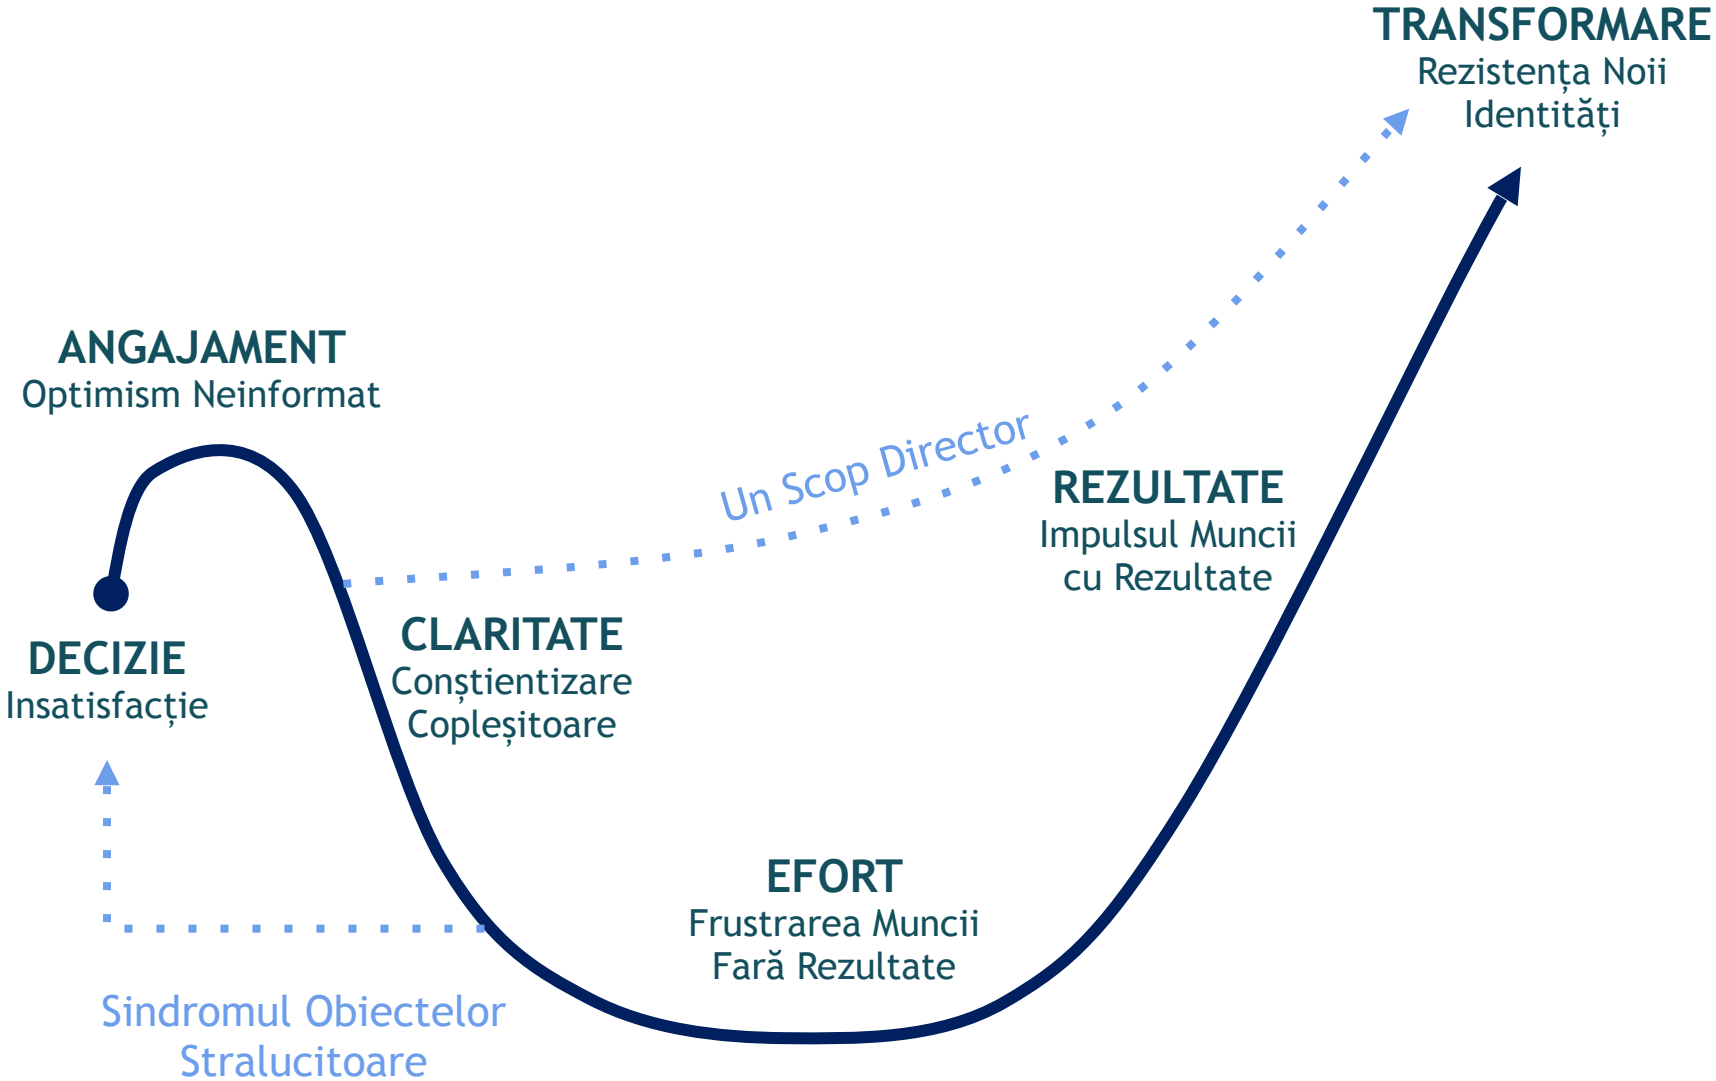 TRANSFORMARE
Rezistența Noii
Identități
ANGAJAMENT
Optimism Neinformat
Un Scop Director
REZULTATE
Impulsul Muncii
cu Rezultate
CLARITATE
Conștientizare
Copleșitoare
DECIZIE
Insatisfacție
EFORT
Frustrarea Muncii
Fară Rezultate
Sindromul Obiectelor
Stralucitoare